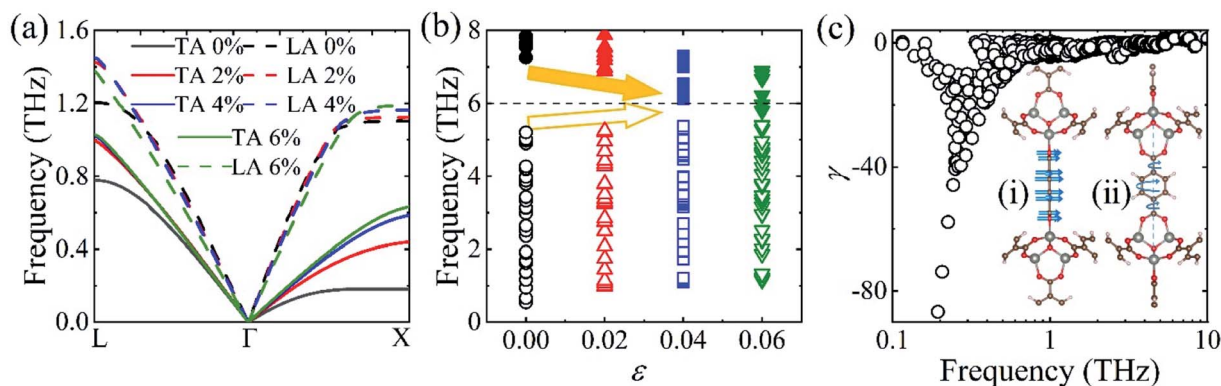 (a)
1.6
1.2
0.8
0.4
0.0
Frequency (THz)
TA 0%
LA 0%
TA 2%
LA 2%
TA 4%
LA 4%
TA 6%
LA 6%
L
Γ
X
(b)
8
6
4
2
0
Frequency (THz)
0.00
0.02
0.04
0.06
ε
(c)
0
-40
-80
γ
(i)
(ii)
0.1
1
10
Frequency (THz)